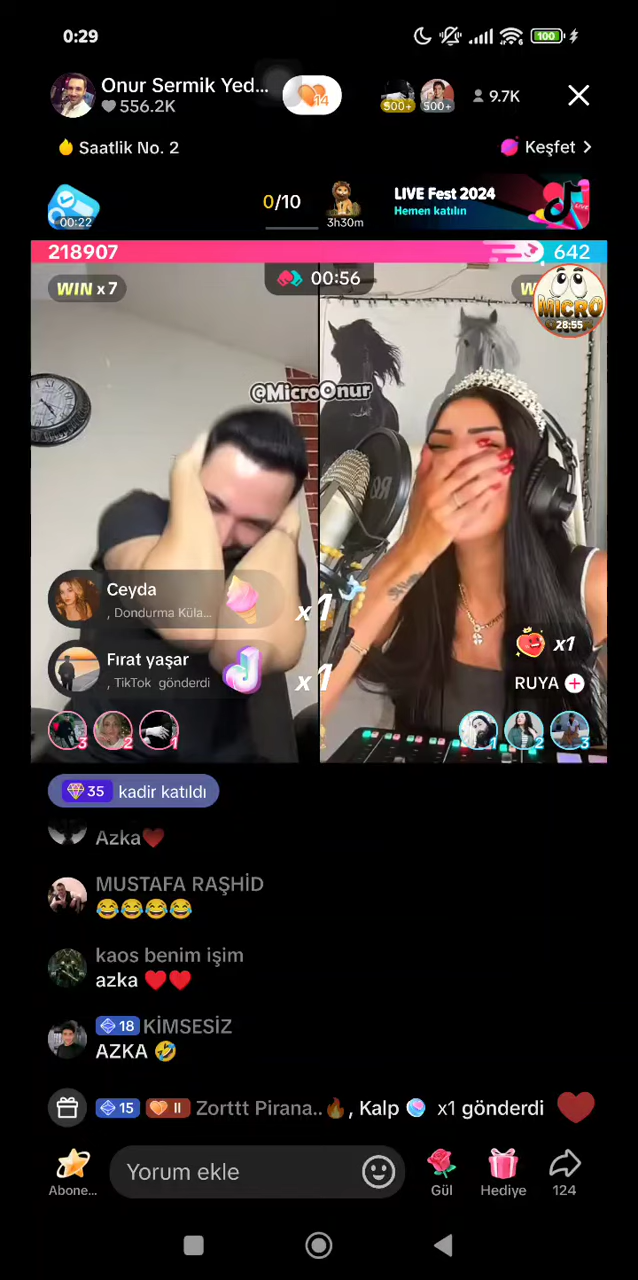 0:29
100
Onur Sermik Yed...
556.2K
14
500+
500+
9.7K
Saatlik No. 2
Keşfet
00:22
0/10
3h30m
LIVE Fest 2024
Hemen katılın
218907
642
WIN x7
00:56
MICRO
28:55
@MicroOnur
Ceyda
, Dondurma Küla...
x1
Fırat yaşar
, TikTok gönderdi
x1
x1
RUYA
3
2
1
1
2
3
35 kadir katıldı
Azka❤️
MUSTAFA RAŞHİD
😂😂😂😂
kaos benim işim
azka ❤️❤️
18 KİMSESİZ
AZKA 🤣
15 II Zorttt Pirana..🔥, Kalp x1 gönderdi
Abone...
Yorum ekle
Gül
Hediye
124